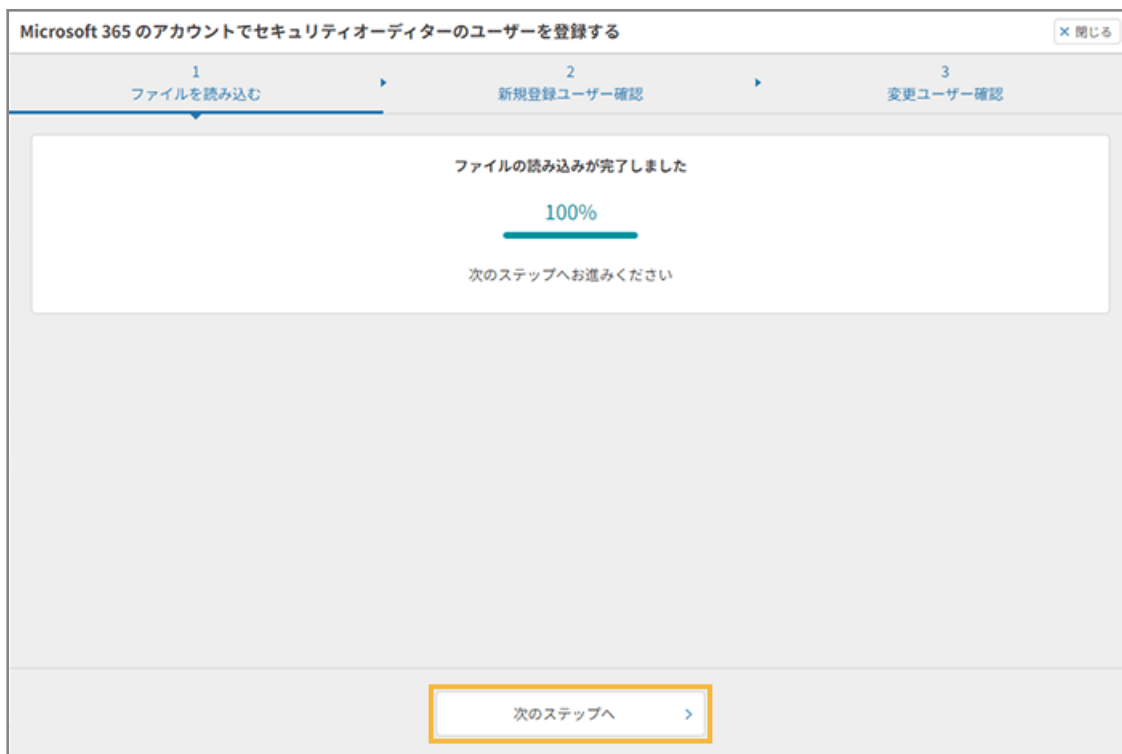 Microsoft 365 のアカウントでセキュリティオーディターのユーザーを登録する
× 閉じる
1
ファイルを読み込む
2
新規登録ユーザー確認
3
変更ユーザー確認
ファイルの読み込みが完了しました
100%
次のステップへお進みください
次のステップへ